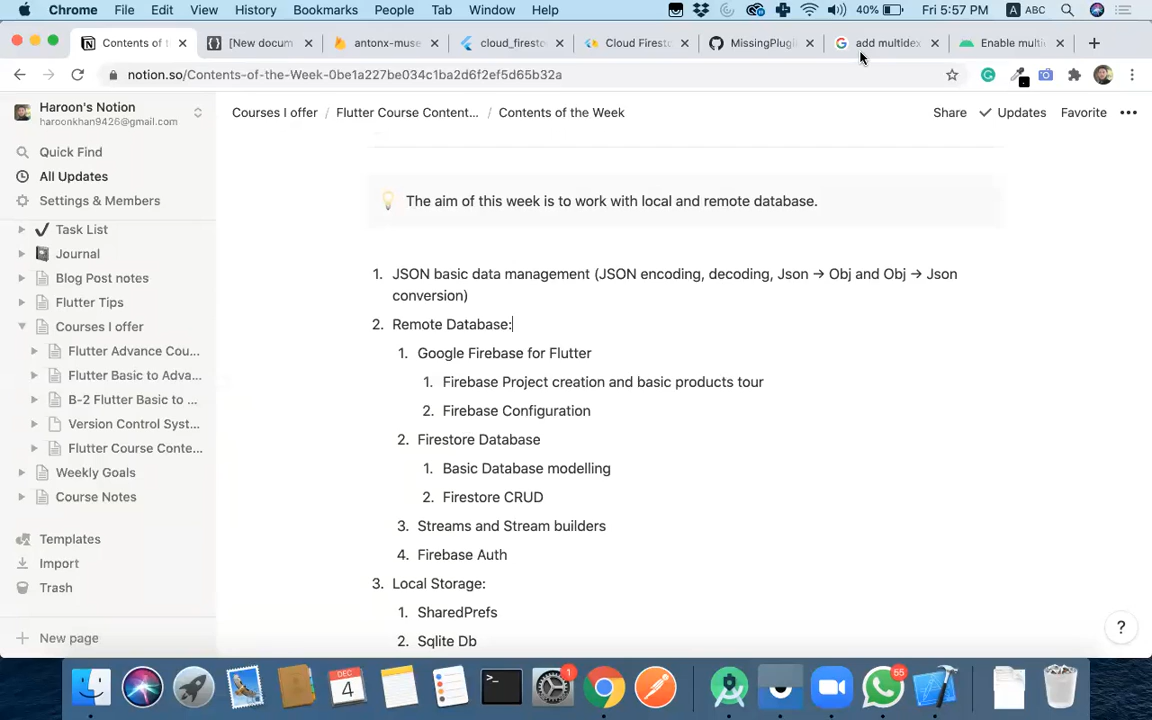 Chrome File Edit View History Bookmarks People Tab Window Help 40% Fri 5:57 PM A ABC
Contents of t [New docum antonx-muse cloud_firesto Cloud Firest MissingPlugi add multidex Enable multi
notion.so/Contents-of-the-Week-0be1a227be034c1ba2d6f2ef5d65b32a
Haroon's Notion
haroonkhan9426@gmail.com
Courses I offer / Flutter Course Content... / Contents of the Week
Share Updates Favorite
Quick Find
All Updates
Settings & Members
Task List
Journal
Blog Post notes
Flutter Tips
Courses I offer
Flutter Advance Cou...
Flutter Basic to Adva...
B-2 Flutter Basic to ...
Version Control Syst...
Flutter Course Conte...
Weekly Goals
Course Notes
Templates
Import
Trash
New page
The aim of this week is to work with local and remote database.
1. JSON basic data management (JSON encoding, decoding, Json → Obj and Obj → Json
conversion)
2. Remote Database:
1. Google Firebase for Flutter
1. Firebase Project creation and basic products tour
2. Firebase Configuration
2. Firestore Database
1. Basic Database modelling
2. Firestore CRUD
3. Streams and Stream builders
4. Firebase Auth
3. Local Storage:
1. SharedPrefs
2. Sqlite Db
?
DEC
4
1
65